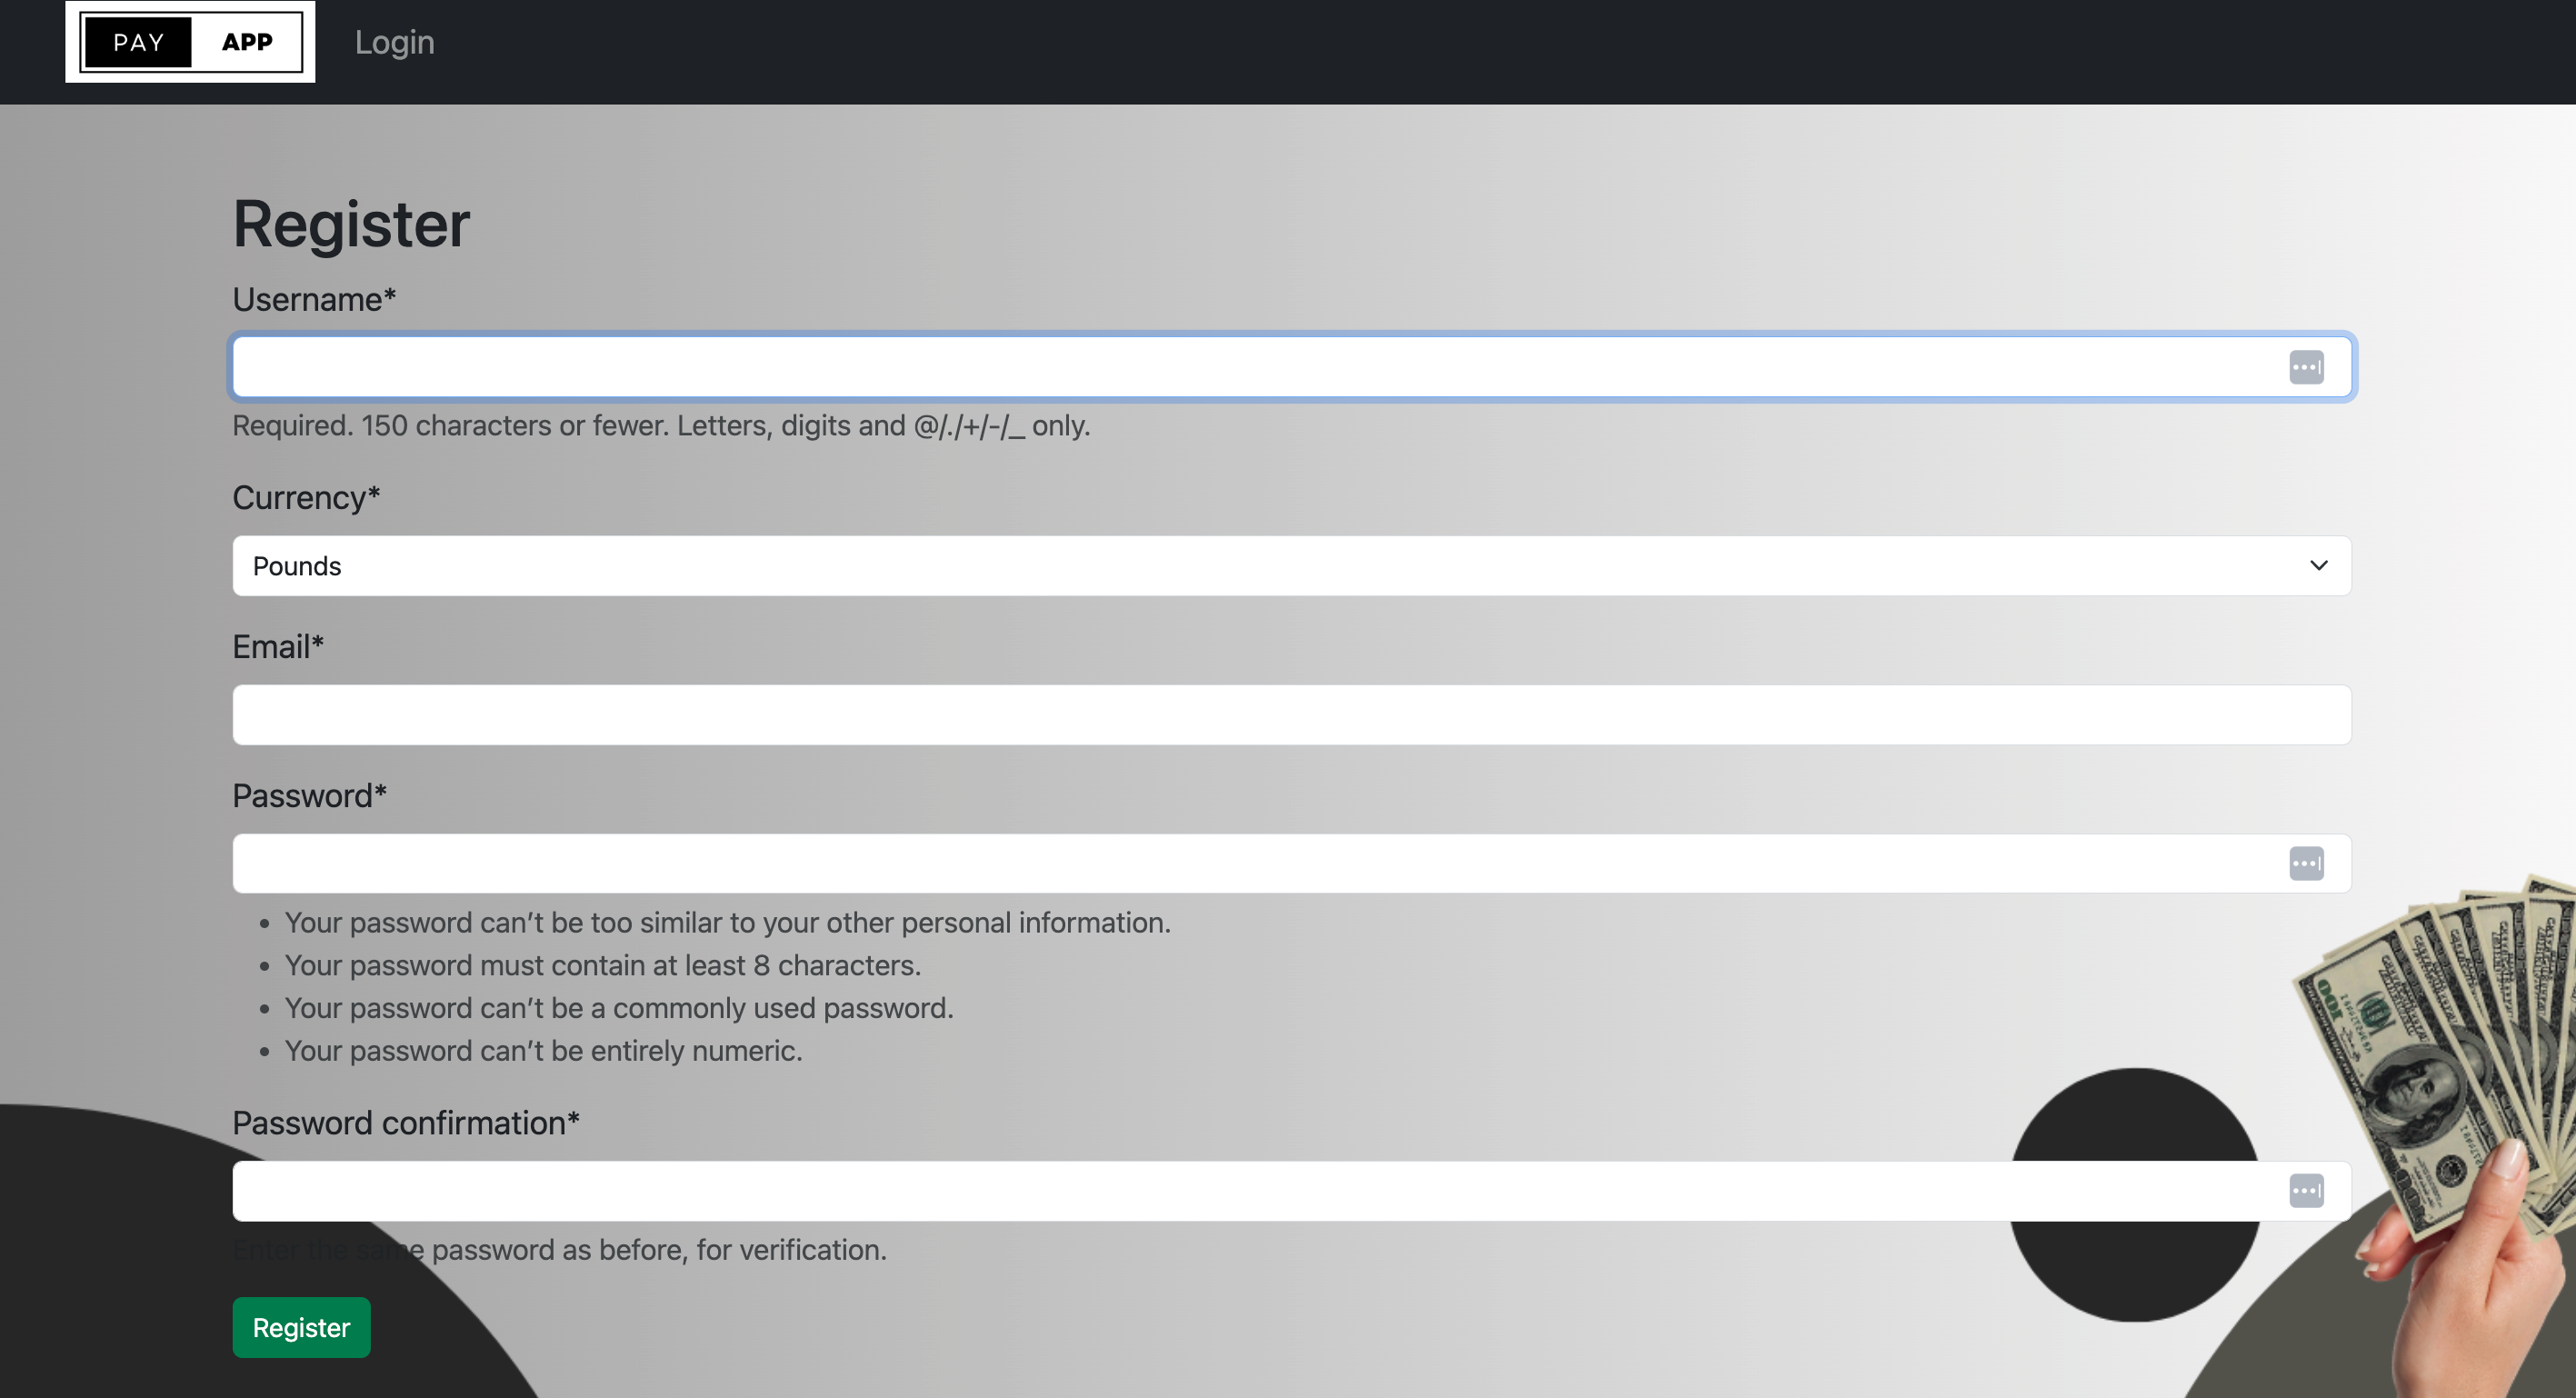 PAY APP Login
Register
Username*
Required. 150 characters or fewer. Letters, digits and @/./+/-/_ only.
Currency*
Pounds
Email*
Password*
• Your password can’t be too similar to your other personal information.
• Your password must contain at least 8 characters.
• Your password can’t be a commonly used password.
• Your password can’t be entirely numeric.
Password confirmation*
Enter the same password as before, for verification.
Register
100